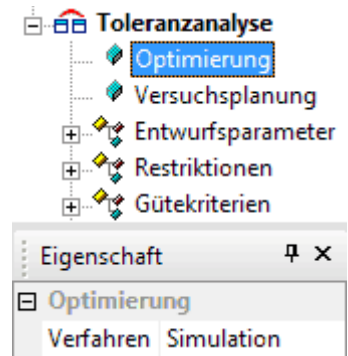 Toleranzanalyse
Optimierung
Versuchsplanung
Entwurfsparameter
Restriktionen
Gütekriterien
Eigenschaft
Optimierung
Verfahren Simulation